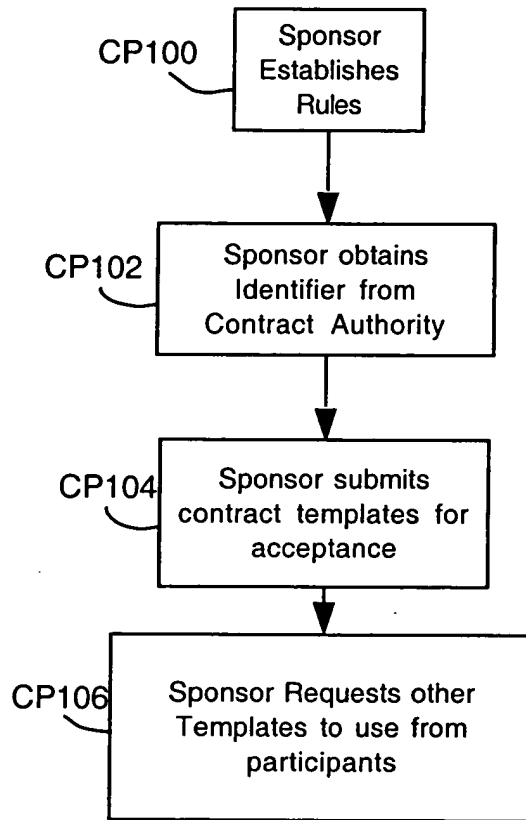 CP100
Sponsor
Establishes
Rules
CP102
Sponsor obtains
Identifier from
Contract Authority
CP104
Sponsor submits
contract templates for
acceptance
CP106
Sponsor Requests other
Templates to use from
participants